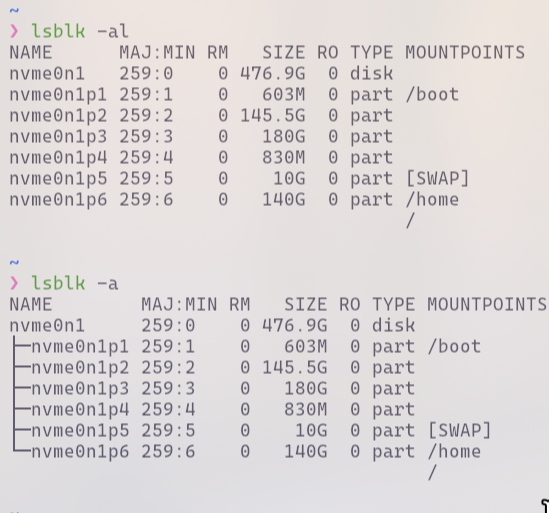 ~
❯ lsblk -al
NAME      MAJ:MIN RM   SIZE RO TYPE MOUNTPOINTS
nvme0n1   259:0    0 476.9G  0 disk
nvme0n1p1 259:1    0   603M  0 part /boot
nvme0n1p2 259:2    0 145.5G  0 part
nvme0n1p3 259:3    0   180G  0 part
nvme0n1p4 259:4    0   830M  0 part
nvme0n1p5 259:5    0    10G  0 part [SWAP]
nvme0n1p6 259:6    0   140G  0 part /home
                                    /
~
❯ lsblk -a
NAME        MAJ:MIN RM   SIZE RO TYPE MOUNTPOINTS
nvme0n1     259:0    0 476.9G  0 disk
├─nvme0n1p1 259:1    0   603M  0 part /boot
├─nvme0n1p2 259:2    0 145.5G  0 part
├─nvme0n1p3 259:3    0   180G  0 part
├─nvme0n1p4 259:4    0   830M  0 part
├─nvme0n1p5 259:5    0    10G  0 part [SWAP]
└─nvme0n1p6 259:6    0   140G  0 part /home
                                      /